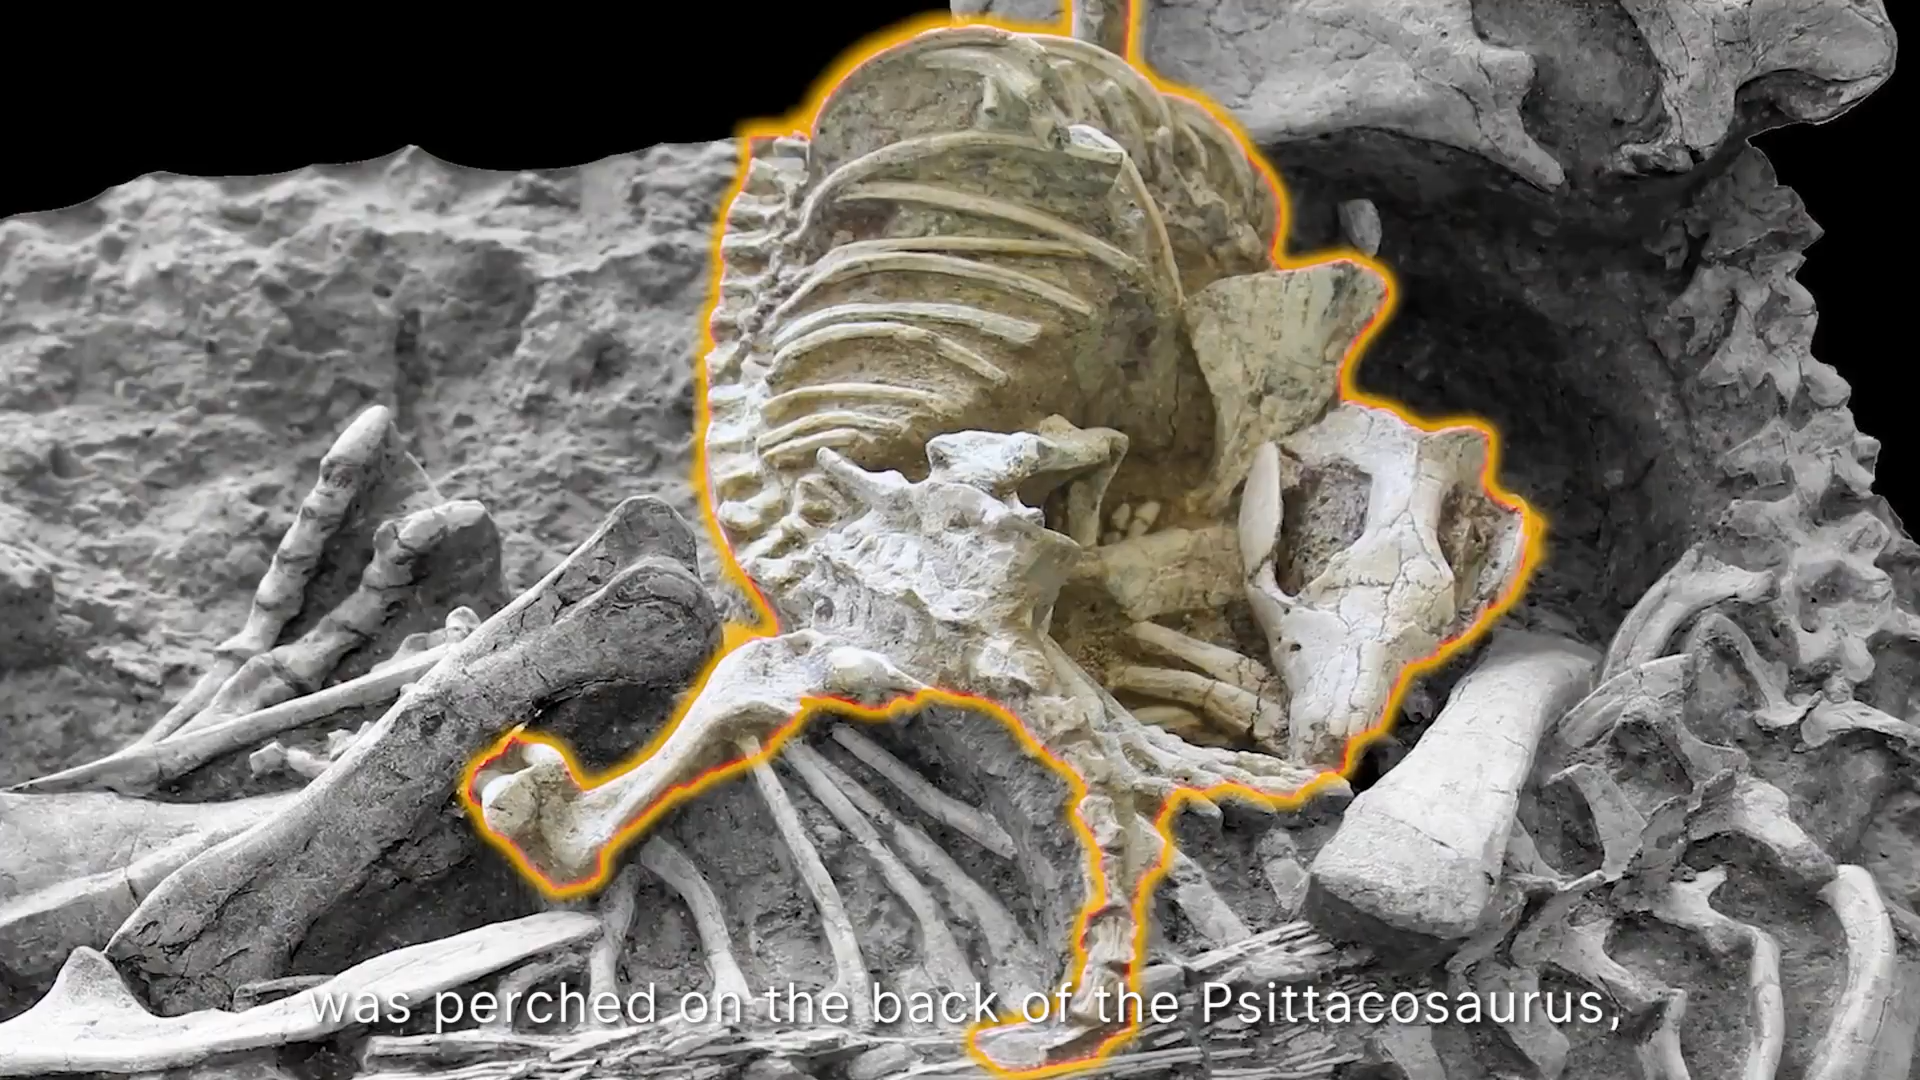 was perched on the back of the Psittacosaurus,